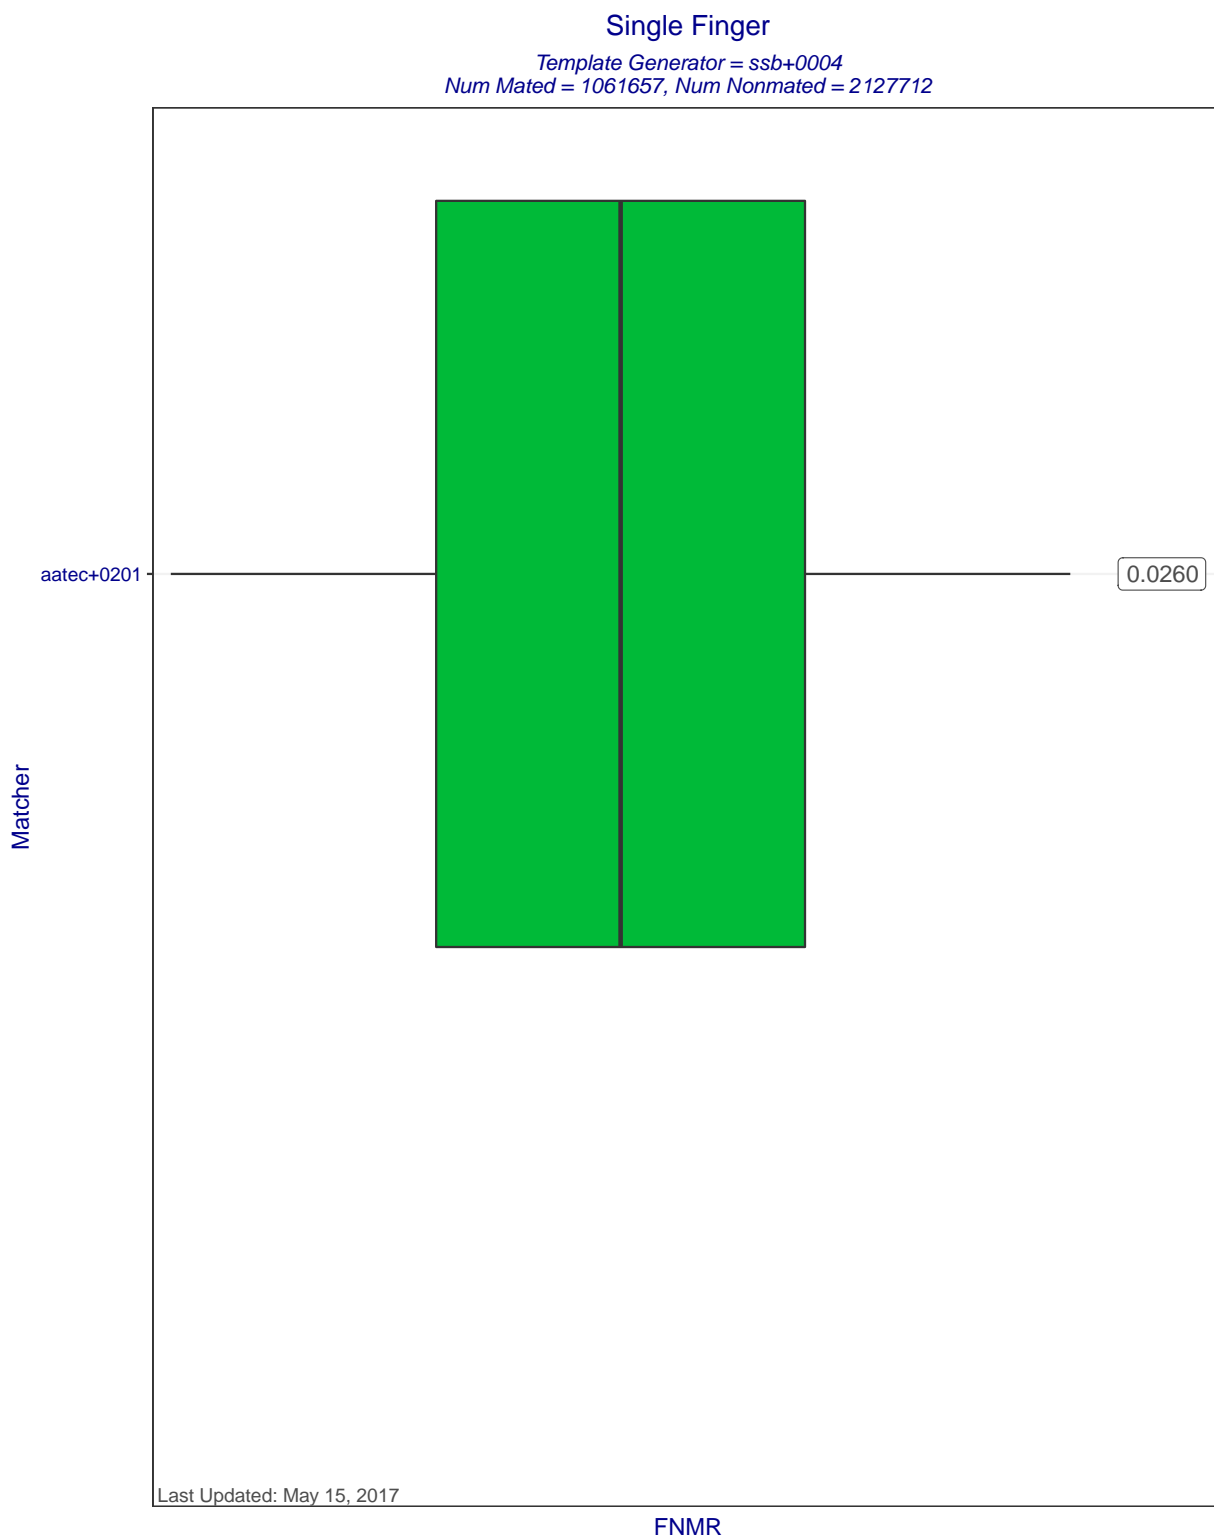 Single Finger
Template Generator = ssb+0004
Num Mated = 1061657, Num Nonmated = 2127712
aatec+0201
0.0260
Matcher
Last Updated: May 15, 2017
FNMR